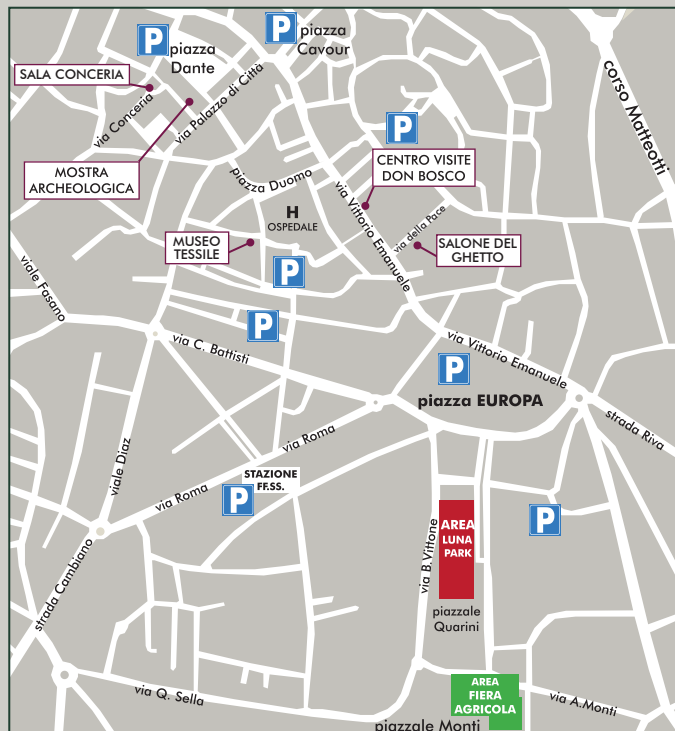 P
piazza
Dante
P
piazza
Cavour
corso Matteotti
SALA CONCERIA
via Conceria
via Palazzo di Città
P
MOSTRA
ARCHEOLOGICA
CENTRO VISITE
DON BOSCO
piazza Duomo
via Vittorio Emanuele
H
OSPEDALE
via della Pace
MUSEO
TESSILE
SALONE DEL
GHETTO
viale Fasano
P
P
via C. Battisti
via Vittorio Emanuele
P
piazza EUROPA
strada Riva
via Roma
viale Diaz
STAZIONE
FF.SS.
via Roma
P
P
AREA
LUNA
PARK
via B.Vittone
strada Cambiano
piazzale
Quarini
via Q. Sella
AREA
FIERA
AGRICOLA
via A.Monti
piazzale Monti